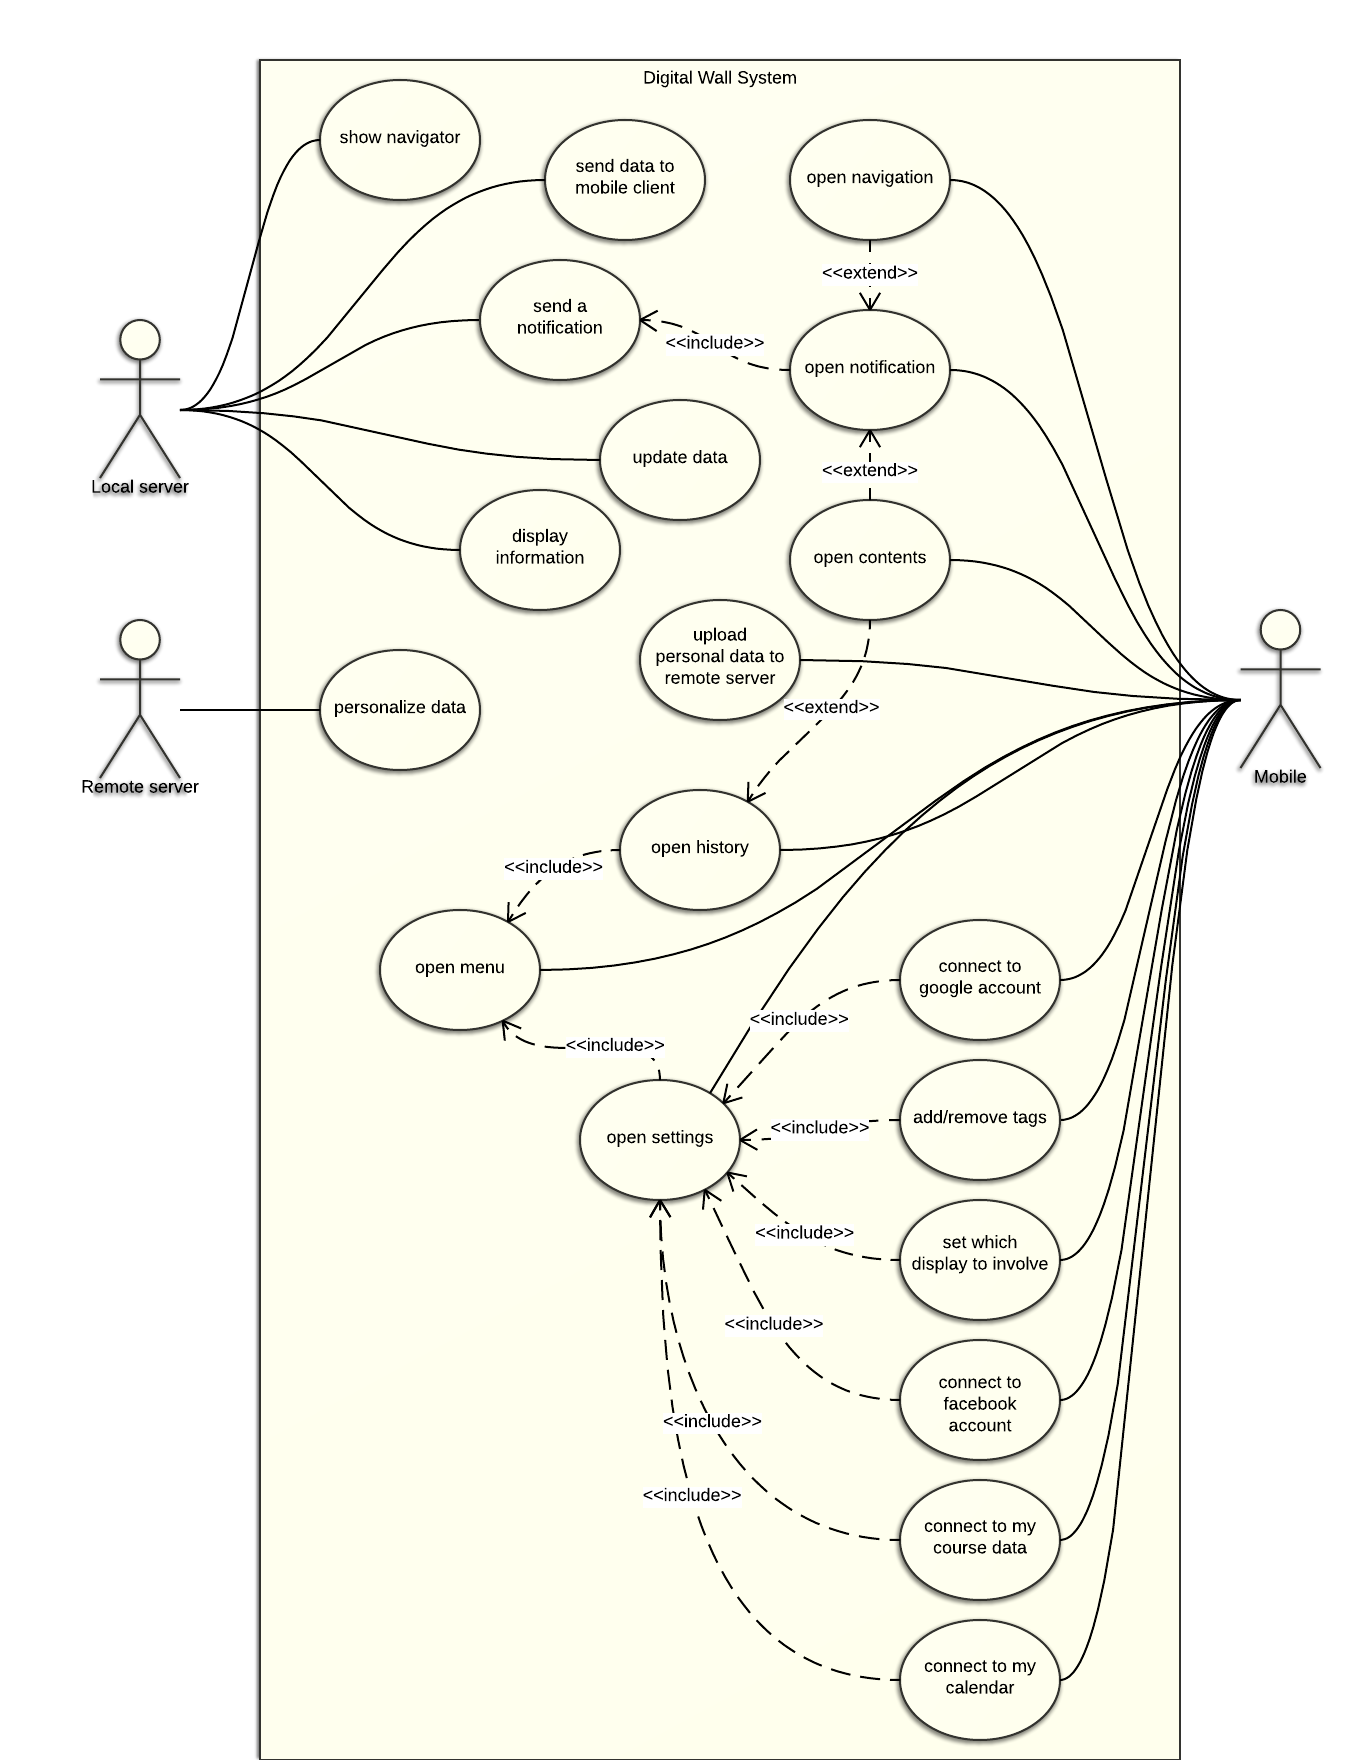 Digital Wall System
show navigator
send data to
mobile client
open navigation
<<extend>>
send a
notification
<<include>>
open notification
Local server
update data
<<extend>>
display
information
open contents
upload
personal data to
remote server
<<extend>>
personalize data
Remote server
Mobile
open history
<<include>>
open menu
connect to
google account
<<include>>
<<include>>
open settings
<<include>>
add/remove tags
<<include>>
set which
display to involve
<<include>>
connect to
facebook
account
<<include>>
connect to my
course data
<<include>>
connect to my
calendar